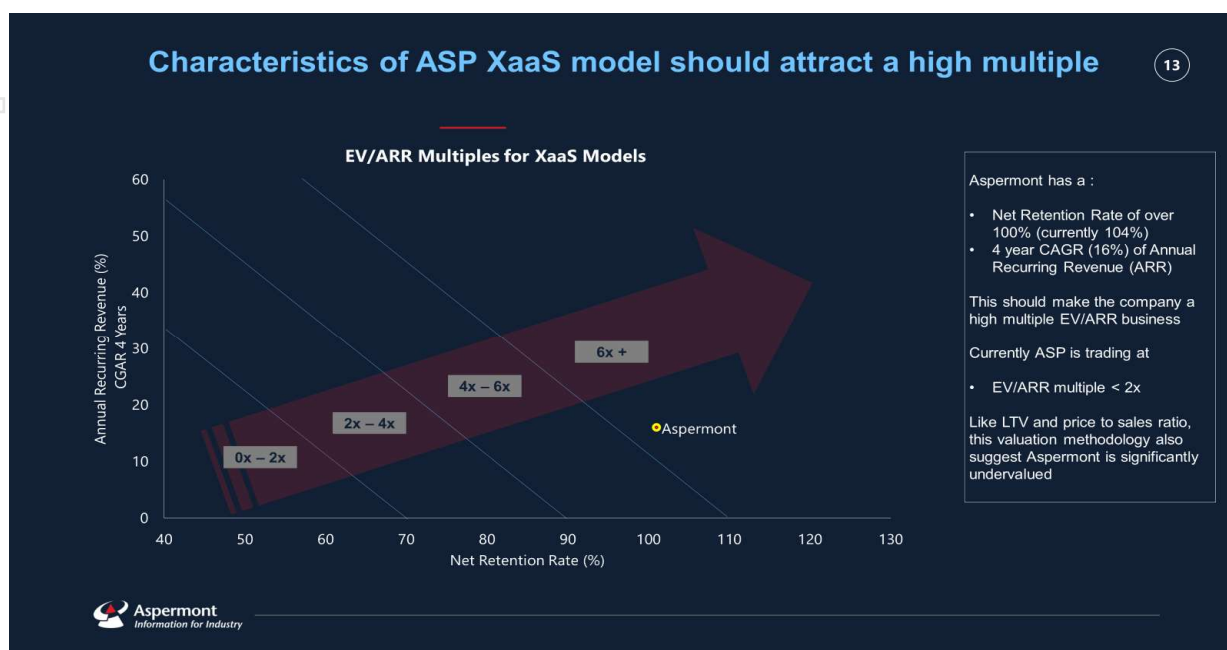 Characteristics of ASP XaaS model should attract a high multiple
13
EV/ARR Multiples for XaaS Models
Annual Recurring Revenue (%)
CGAR 4 Years
60
50
40
30
20
10
0
6x +
4x – 6x
2x – 4x
0x – 2x
Aspermont
40 50 60 70 80 90 100 110 120 130
Net Retention Rate (%)
Aspermont has a :
• Net Retention Rate of over
100% (currently 104%)
• 4 year CAGR (16%) of Annual
Recurring Revenue (ARR)
This should make the company a
high multiple EV/ARR business
Currently ASP is trading at
• EV/ARR multiple < 2x
Like LTV and price to sales ratio,
this valuation methodology also
suggest Aspermont is significantly
undervalued
Aspermont
Information for Industry